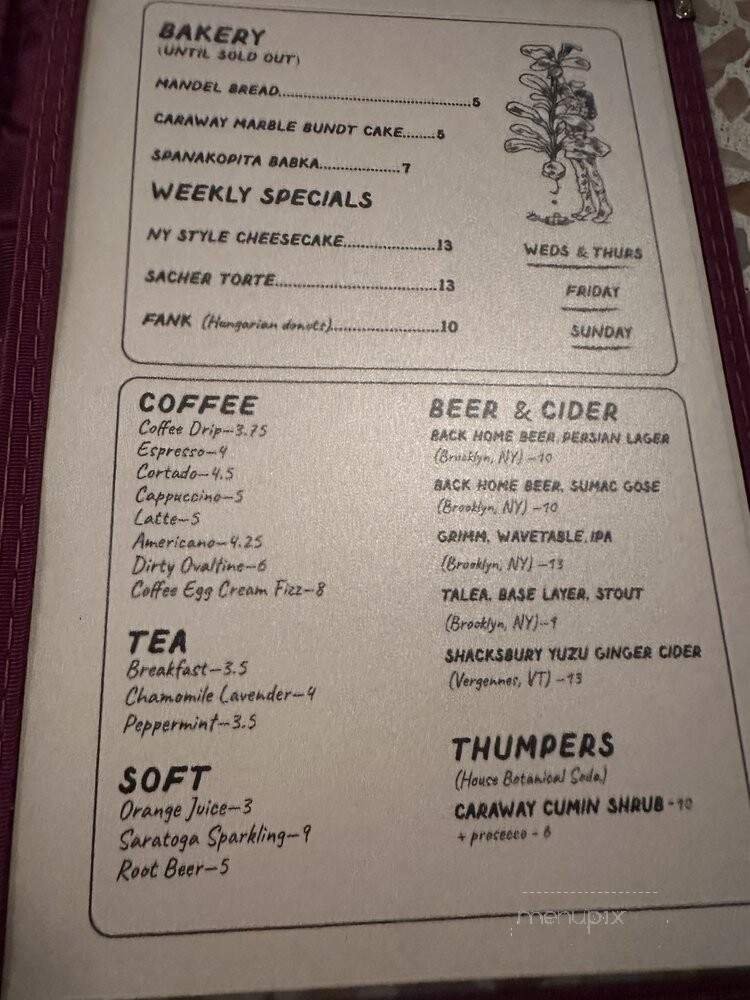 BAKERY
(UNTIL SOLD OUT)
MANDEL BREAD..........................................5
CARAWAY MARBLE BUNDT CAKE........5
SPANAKOPITA BABKA..................7
WEEKLY SPECIALS
NY STYLE CHEESECAKE.....................13
WEDS & THURS
SACHER TORTE.....................................13
FRIDAY
FANK (Hungarian donuts).........................10
SUNDAY
COFFEE
Coffee Drip-3.75
Espresso-4
Cortado-4.5
Cappuccino-5
Latte-5
Americano-4.25
Dirty Ovaltine-6
Coffee Egg Cream Fizz-8
TEA
Breakfast-3.5
Chamomile Lavender-4
Peppermint-3.5
SOFT
Orange Juice-3
Saratoga Sparkling-9
Root Beer-5
BEER & CIDER
BACK HOME BEER, PERSIAN LAGER
(Brooklyn, NY) -10
BACK HOME BEER, SUMAC GOSE
(Brooklyn, NY) -10
GRIMM, WAVETABLE, IPA
(Brooklyn, NY) -13
TALEA, BASE LAYER, STOUT
(Brooklyn, NY)-9
SHACKSBURY YUZU GINGER CIDER
(Vergennes, VT) -13
THUMPERS
(House Botanical Soda)
CARAWAY CUMIN SHRUB -10
+ prosecco - 6
menupix